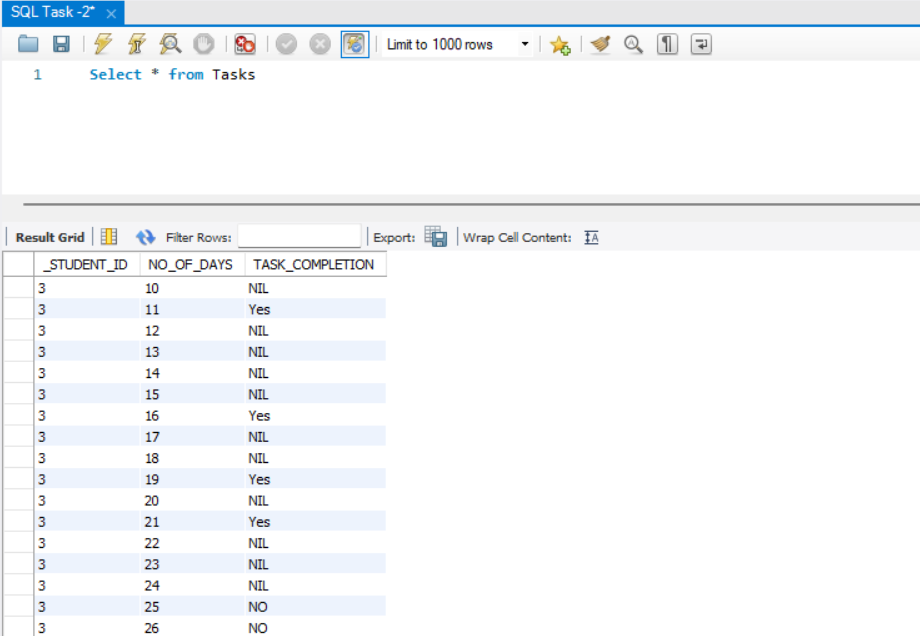 SQL Task -2*
Limit to 1000 rows
1 Select * from Tasks
Result Grid Filter Rows: Export: Wrap Cell Content:
_STUDENT_ID NO_OF_DAYS TASK_COMPLETION
3 10 NIL
3 11 Yes
3 12 NIL
3 13 NIL
3 14 NIL
3 15 NIL
3 16 Yes
3 17 NIL
3 18 NIL
3 19 Yes
3 20 NIL
3 21 Yes
3 22 NIL
3 23 NIL
3 24 NIL
3 25 NO
3 26 NO